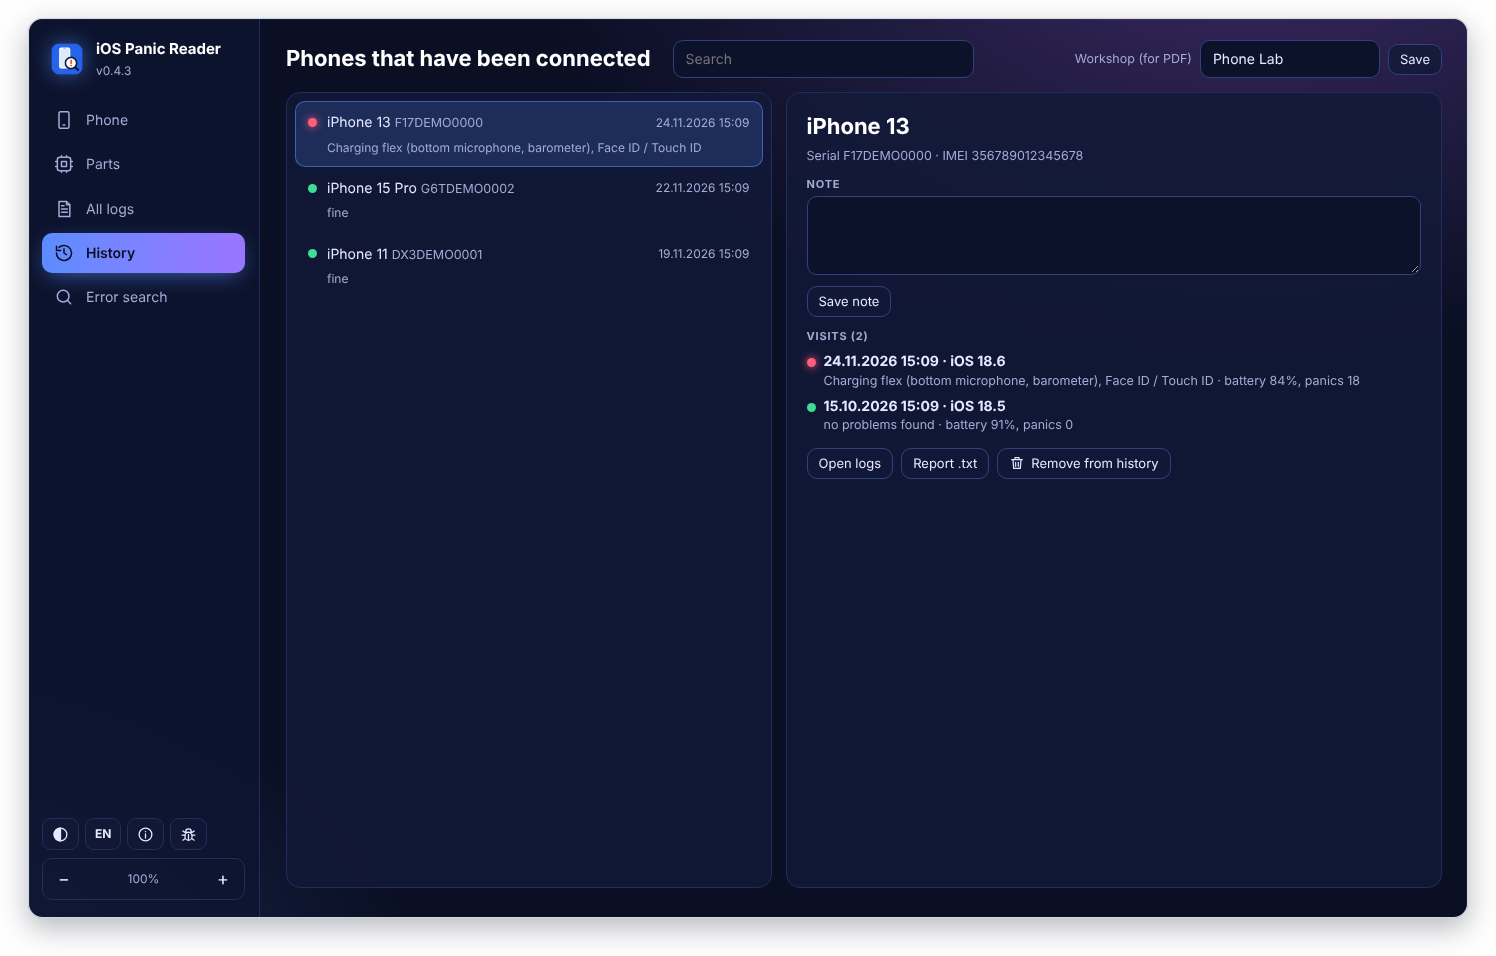 iOS Panic Reader
v0.4.3
Phone
Parts
All logs
History
Error search
EN
− 100% +
Phones that have been connected
Search
Workshop (for PDF)
Phone Lab
Save
iPhone 13 F17DEMO0000 24.11.2026 15:09
Charging flex (bottom microphone, barometer), Face ID / Touch ID
iPhone 15 Pro G6TDEMO0002 22.11.2026 15:09
fine
iPhone 11 DX3DEMO0001 19.11.2026 15:09
fine
iPhone 13
Serial F17DEMO0000 · IMEI 356789012345678
NOTE
Save note
VISITS (2)
24.11.2026 15:09 · iOS 18.6
Charging flex (bottom microphone, barometer), Face ID / Touch ID · battery 84%, panics 18
15.10.2026 15:09 · iOS 18.5
no problems found · battery 91%, panics 0
Open logs
Report .txt
Remove from history